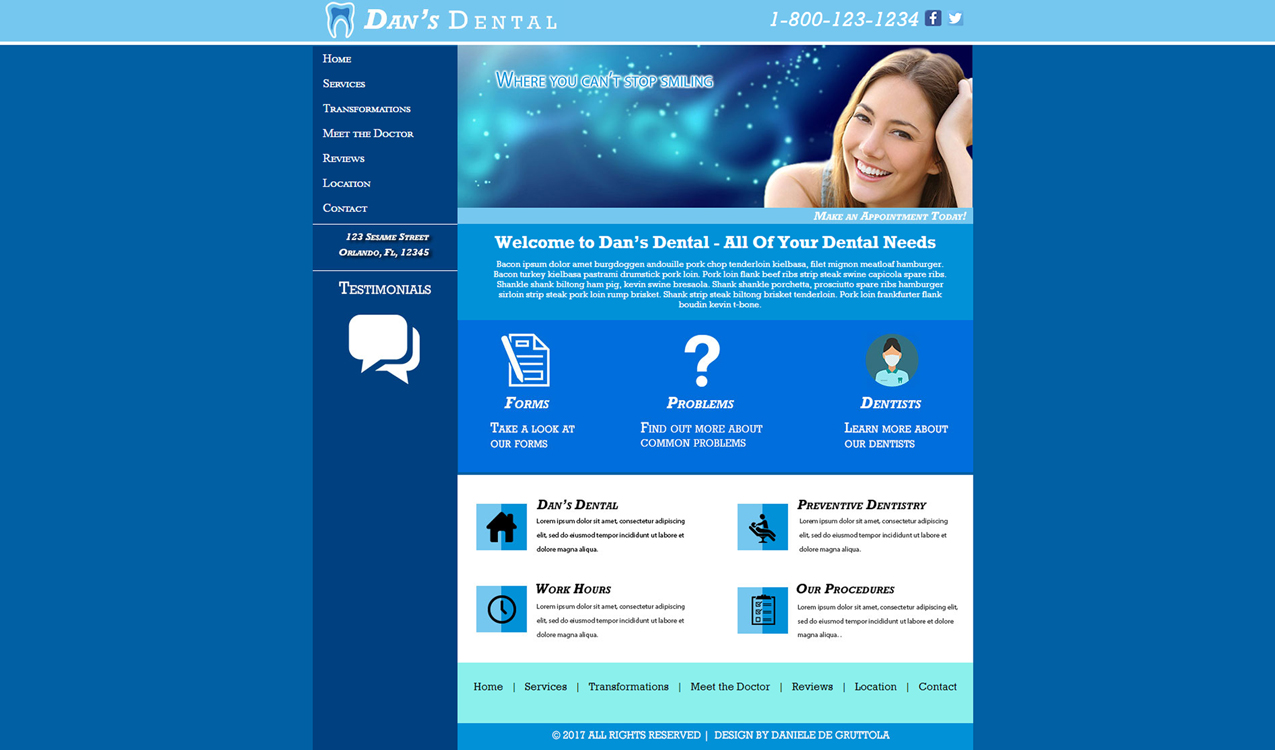 Dan's Dental
1-800-123-1234
Home
Services
Transformations
Meet the Doctor
Reviews
Location
Contact
123 Sesame Street
Orlando, Fl, 12345
Testimonials
Where you can't stop smiling
Make an Appointment Today!
Welcome to Dan's Dental - All Of Your Dental Needs
Bacon ipsum dolor amet burgdoggen andouille pork chop tenderloin kielbasa, filet mignon meatloaf hamburger.
Bacon turkey kielbasa pastrami drumstick pork loin. Pork loin flank beef ribs strip steak swine capicola spare ribs.
Shankle shank biltong ham pig, kevin swine bresaola. Shank shankle porchetta, prosciutto spare ribs hamburger
sirloin strip steak pork loin rump brisket. Shank strip steak biltong brisket tenderloin. Pork loin frankfurter flank
boudin kevin t-bone.
Forms
Take a look at
our forms
Problems
Find out more about
common problems
Dentists
Learn more about
our dentists
Dan's Dental
Lorem ipsum dolor sit amet, consectetur adipiscing
elit, sed do eiusmod tempor incididunt ut labore et
dolore magna aliqua.
Preventive Dentistry
Lorem ipsum dolor sit amet, consectetur adipiscing
elit, sed do eiusmod tempor incididunt ut labore et
dolore magna aliqua.
Work Hours
Lorem ipsum dolor sit amet, consectetur adipiscing
elit, sed do eiusmod tempor incididunt ut labore et
dolore magna aliqua.
Our Procedures
Lorem ipsum dolor sit amet, consectetur adipiscing elit,
sed do eiusmod tempor incididunt ut labore et dolore
magna aliqua. .
Home | Services | Transformations | Meet the Doctor | Reviews | Location | Contact
© 2017 ALL RIGHTS RESERVED | DESIGN BY DANIELE DE GRUTTOLA